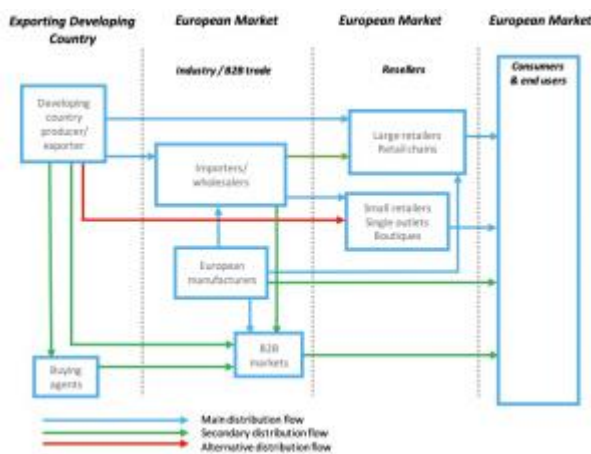 Exporting Developing
Country
European Market
European Market
European Market
Industry / B2B trade
Resellers
Consumers
& end users
Developing
country
producer/
exporter
Large retailers
Retail chains
Importers/
wholesalers
Small retailers
Single outlets
Boutiques
European
manufacturers
B2B
markets
Buying
agents
Main distribution flow
Secondary distribution flow
Alternative distribution flow